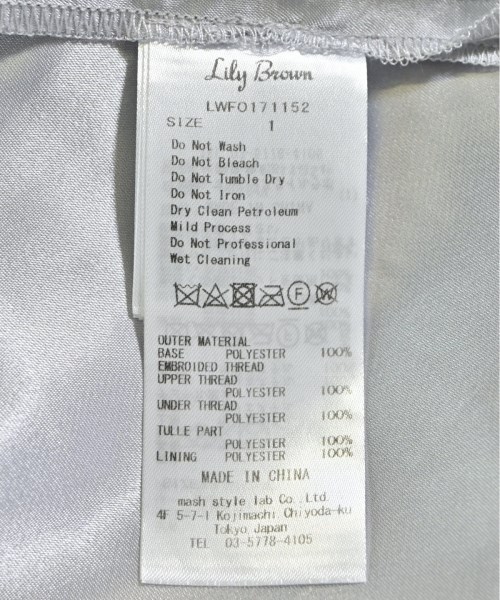 Lily Brown
LWFO171152
SIZE 1
Do Not Wash
Do Not Bleach
Do Not Tumble Dry
Do Not Iron
Dry Clean Petroleum
Mild Process
Do Not Professional
Wet Cleaning
F W
OUTER MATERIAL
BASE POLYESTER 100%
EMBROIDED THREAD
UPPER THREAD
POLYESTER 100%
UNDER THREAD
POLYESTER 100%
TULLE PART
POLYESTER 100%
LINING POLYESTER 100%
MADE IN CHINA
mash style lab Co., Ltd.
4F 5-7-1 Kojimachi, Chiyoda-ku
Tokyo, Japan
TEL 03-5778-4105